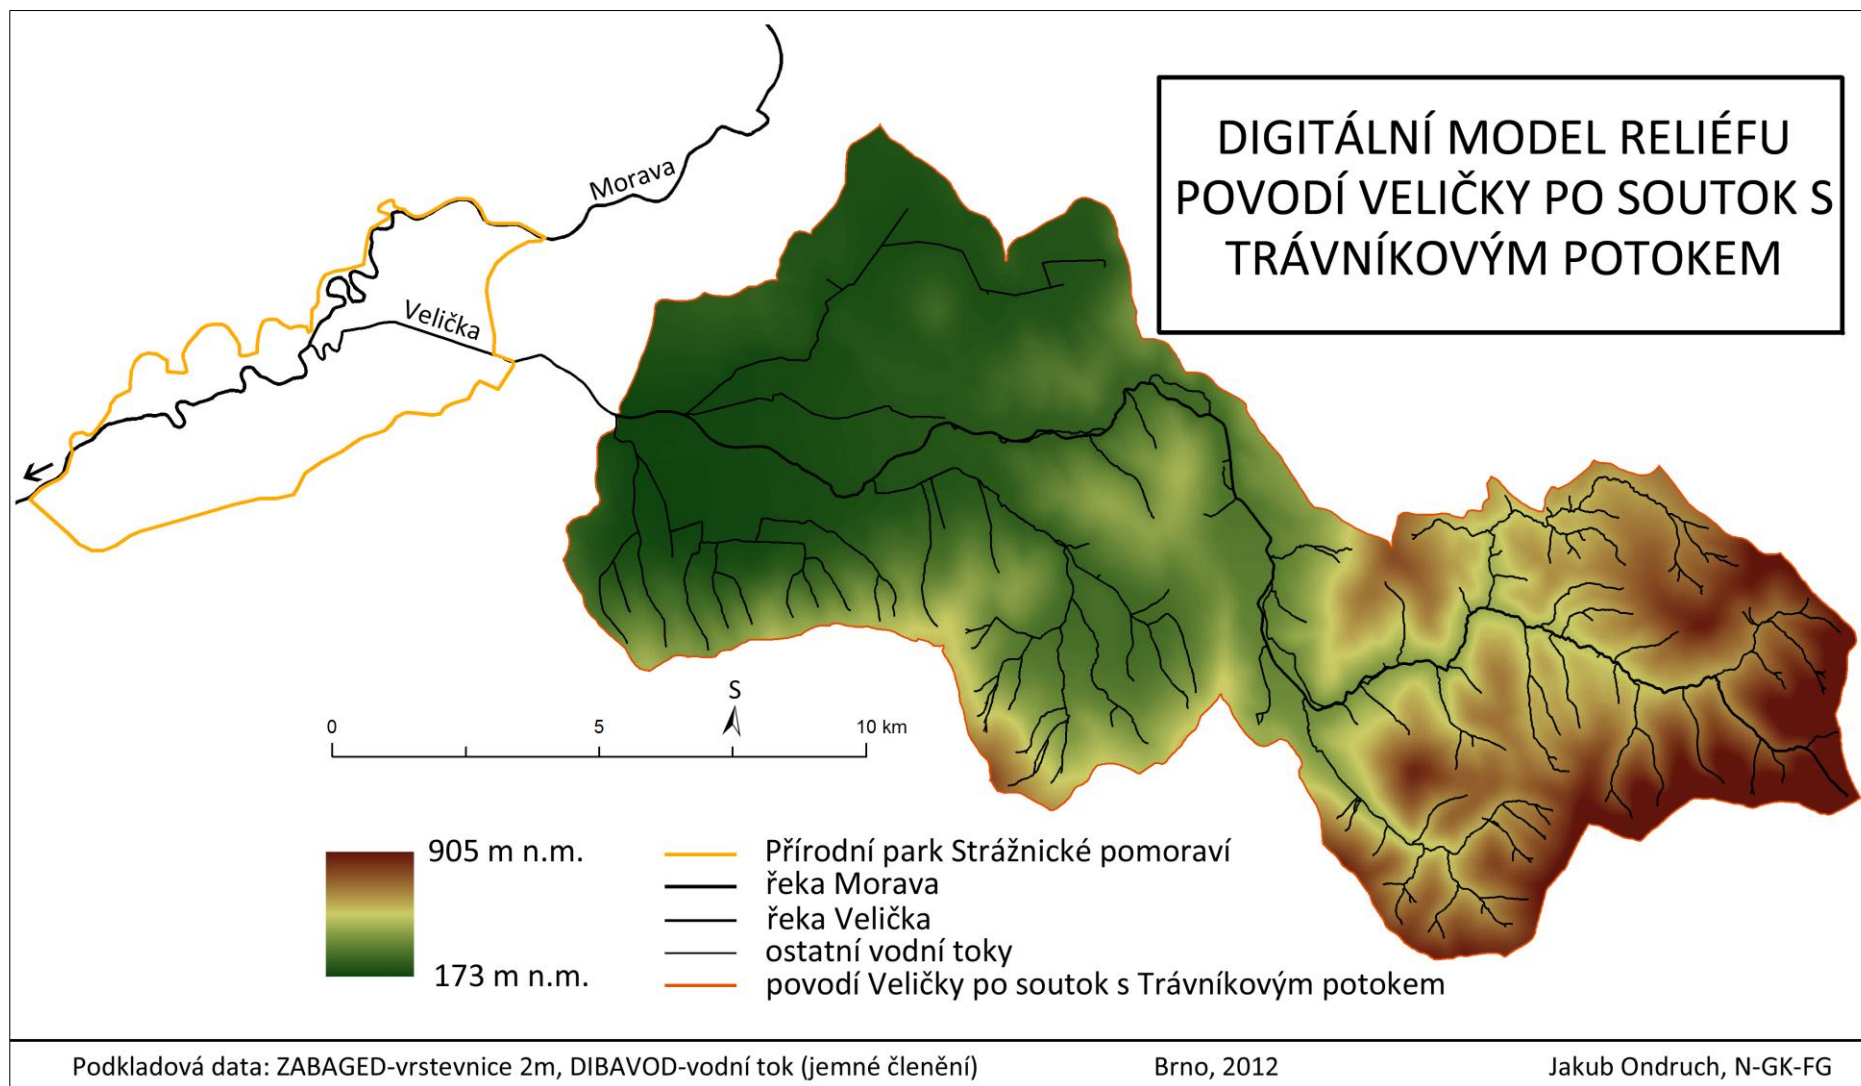 DIGITÁLNÍ MODEL RELIÉFU
POVODÍ VELIČKY PO SOUTOK S
TRÁVNÍKOVÝM POTOKEM
Morava
Velička
S
0 5 10 km
905 m n.m.
173 m n.m.
Přírodní park Strážnické pomoraví
řeka Morava
řeka Velička
ostatní vodní toky
povodí Veličky po soutok s Trávníkovým potokem
Podkladová data: ZABAGED-vrstevnice 2m, DIBAVOD-vodní tok (jemné členění) Brno, 2012 Jakub Ondruch, N-GK-FG